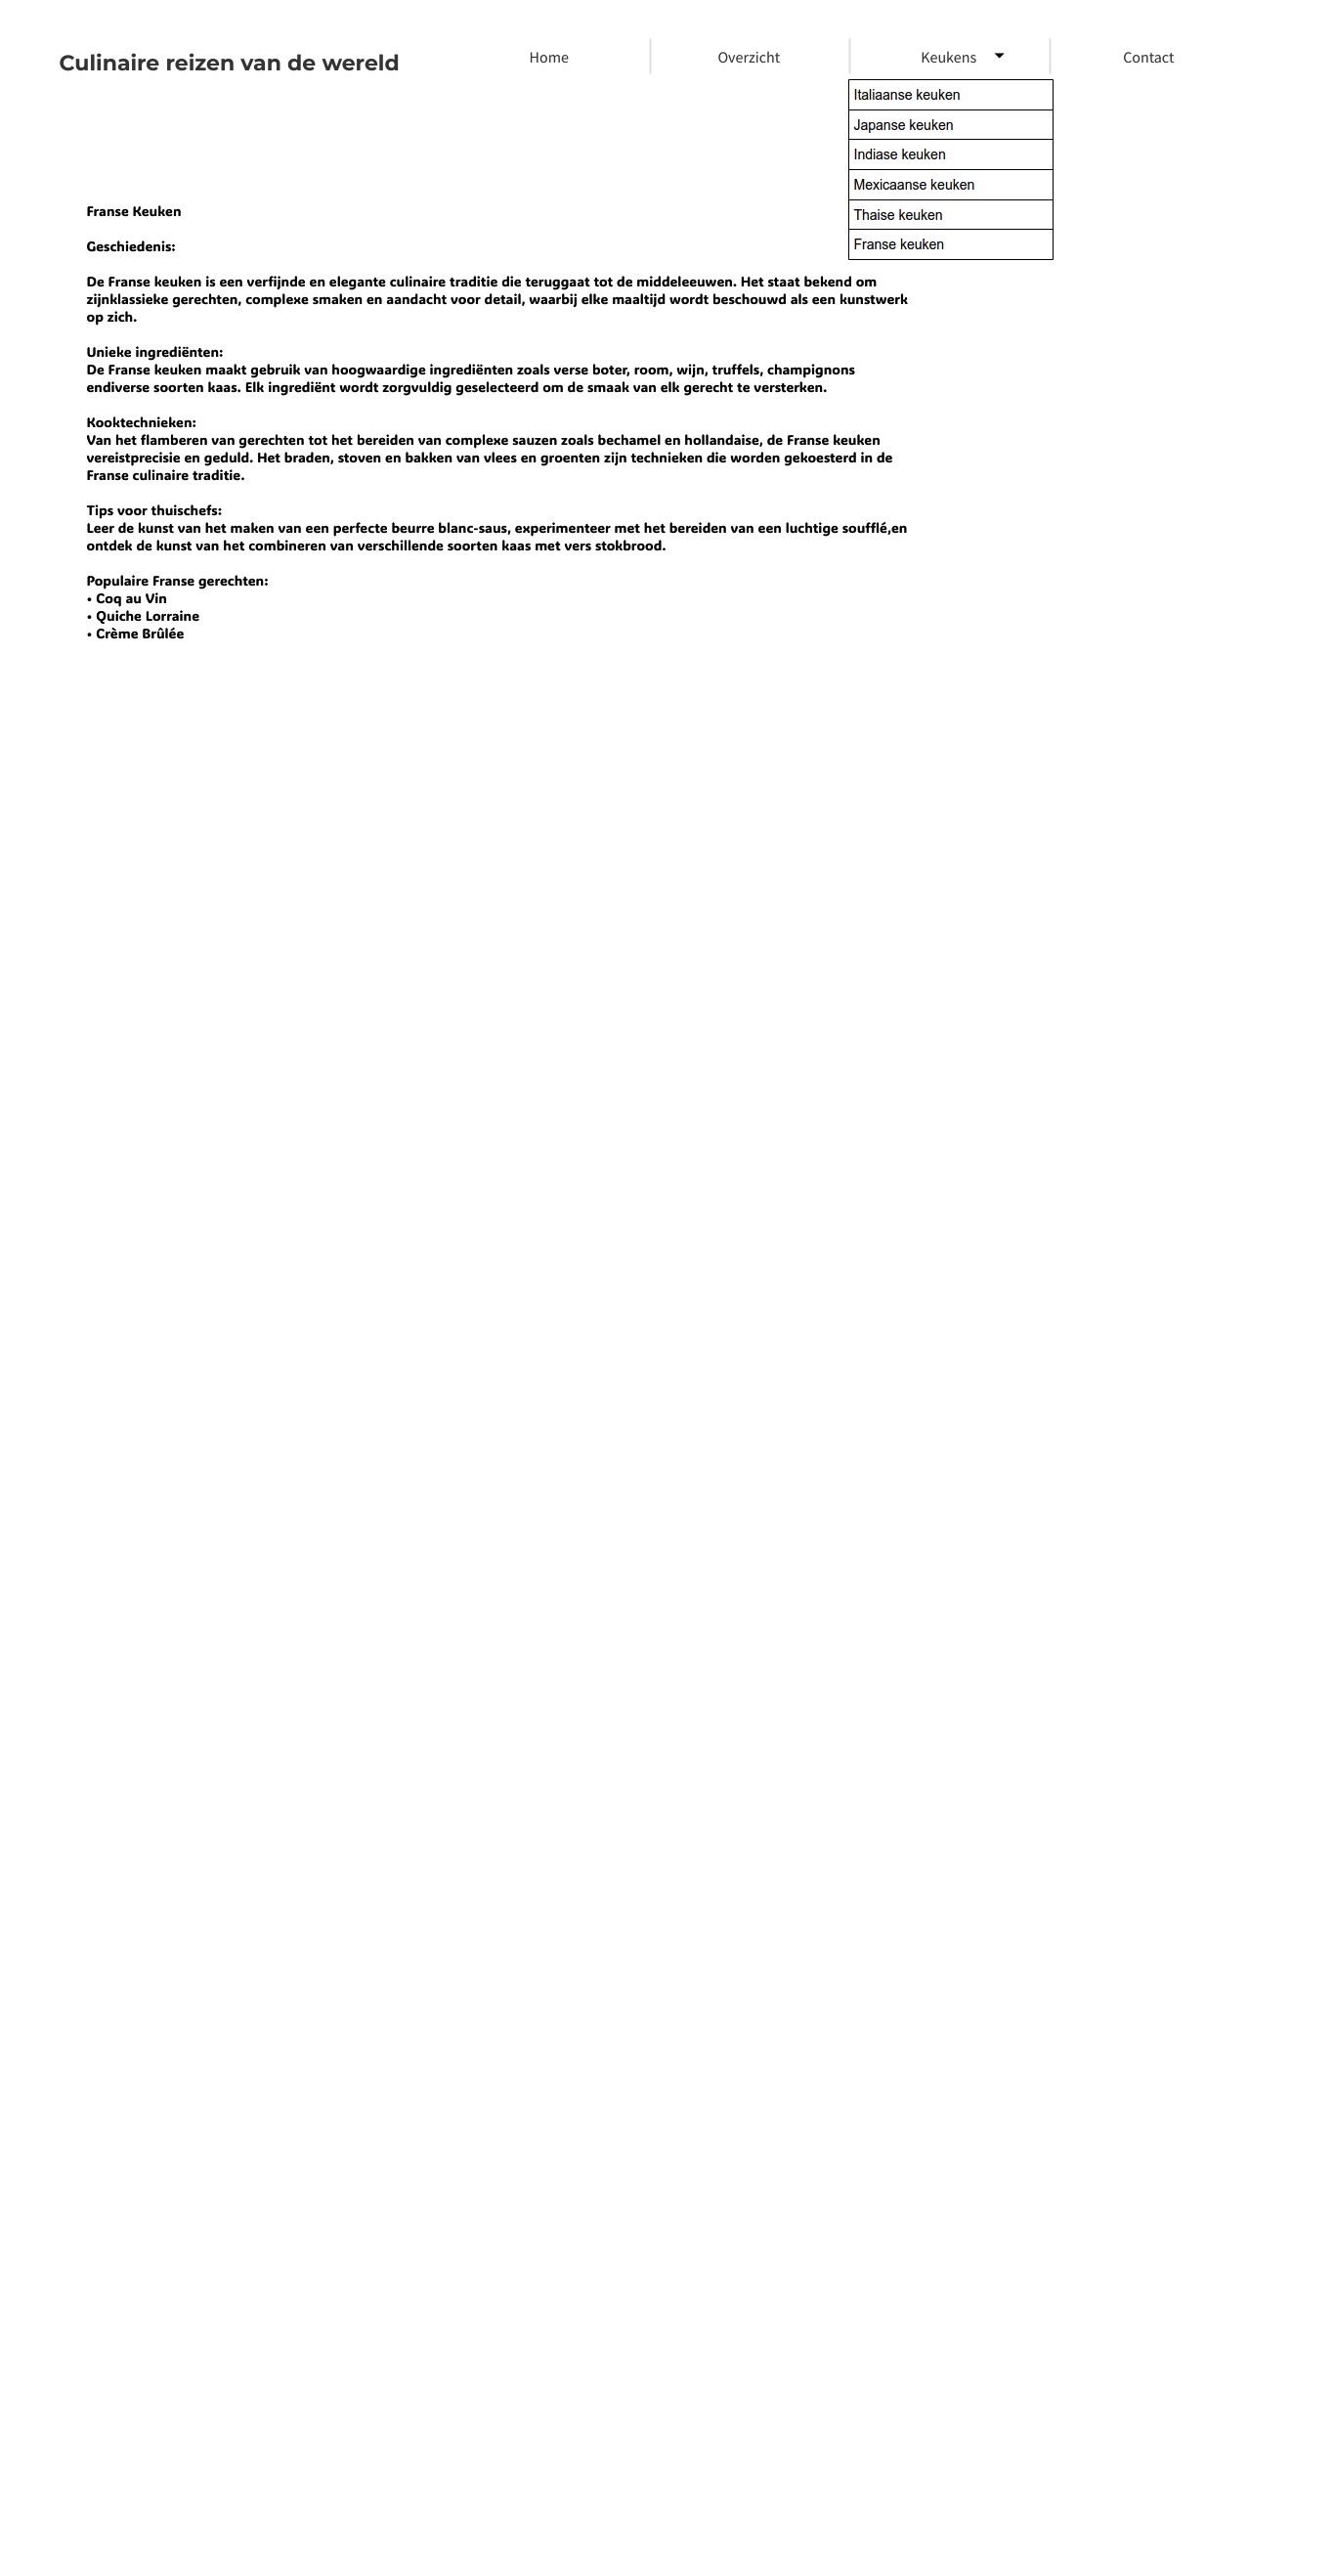 Culinaire reizen van de wereld
Home
Overzicht
Keukens
Contact
Italiaanse keuken
Japanse keuken
Indiase keuken
Mexicaanse keuken
Thaise keuken
Franse keuken
Franse Keuken
Geschiedenis:
De Franse keuken is een verfijnde en elegante culinaire traditie die teruggaat tot de middeleeuwen. Het staat bekend om
zijnklassieke gerechten, complexe smaken en aandacht voor detail, waarbij elke maaltijd wordt beschouwd als een kunstwerk
op zich.
Unieke ingrediënten:
De Franse keuken maakt gebruik van hoogwaardige ingrediënten zoals verse boter, room, wijn, truffels, champignons
endiverse soorten kaas. Elk ingrediënt wordt zorgvuldig geselecteerd om de smaak van elk gerecht te versterken.
Kooktechnieken:
Van het flamberen van gerechten tot het bereiden van complexe sauzen zoals bechamel en hollandaise, de Franse keuken
vereistprecisie en geduld. Het braden, stoven en bakken van vlees en groenten zijn technieken die worden gekoesterd in de
Franse culinaire traditie.
Tips voor thuischefs:
Leer de kunst van het maken van een perfecte beurre blanc-saus, experimenteer met het bereiden van een luchtige soufflé,en
ontdek de kunst van het combineren van verschillende soorten kaas met vers stokbrood.
Populaire Franse gerechten:
• Coq au Vin
• Quiche Lorraine
• Crème Brûlée